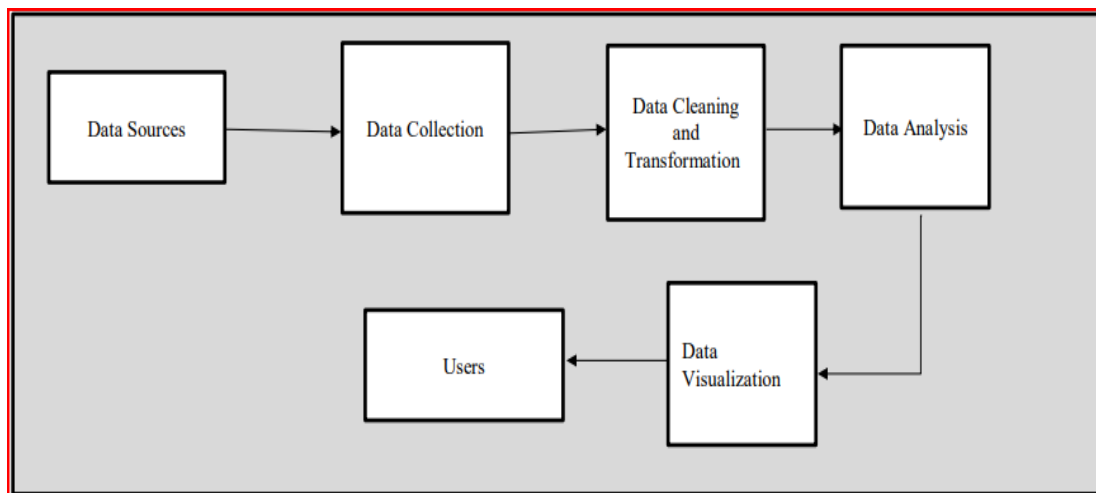 Data Sources
Data Collection
Data Cleaning
and
Transformation
Data Analysis
Data
Visualization
Users